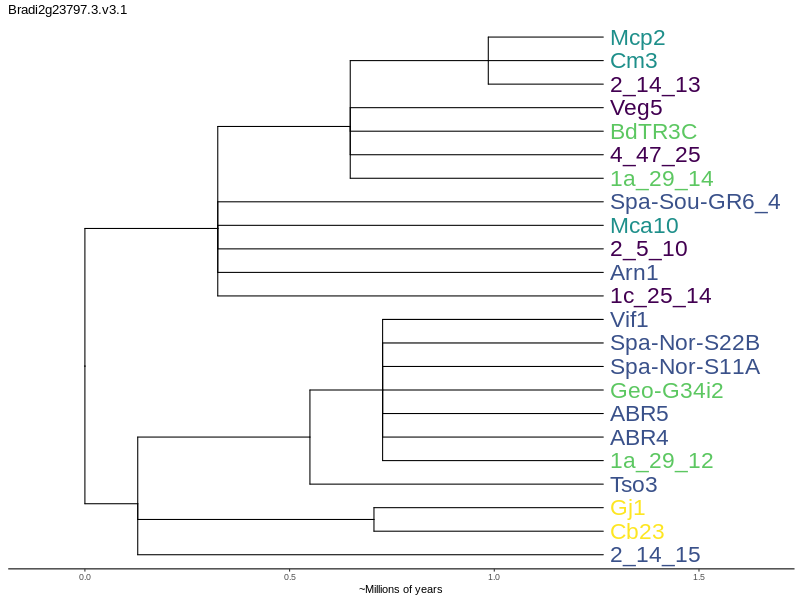 Bradi2g23797.3.v3.1
Mcp2
Cm3
2_14_13
Veg5
BdTR3C
4_47_25
1a_29_14
Spa-Sou-GR6_4
Mca10
2_5_10
Arn1
1c_25_14
Vif1
Spa-Nor-S22B
Spa-Nor-S11A
Geo-G34i2
ABR5
ABR4
1a_29_12
Tso3
Gj1
Cb23
2_14_15
0.0 0.5 1.0 1.5
~Millions of years